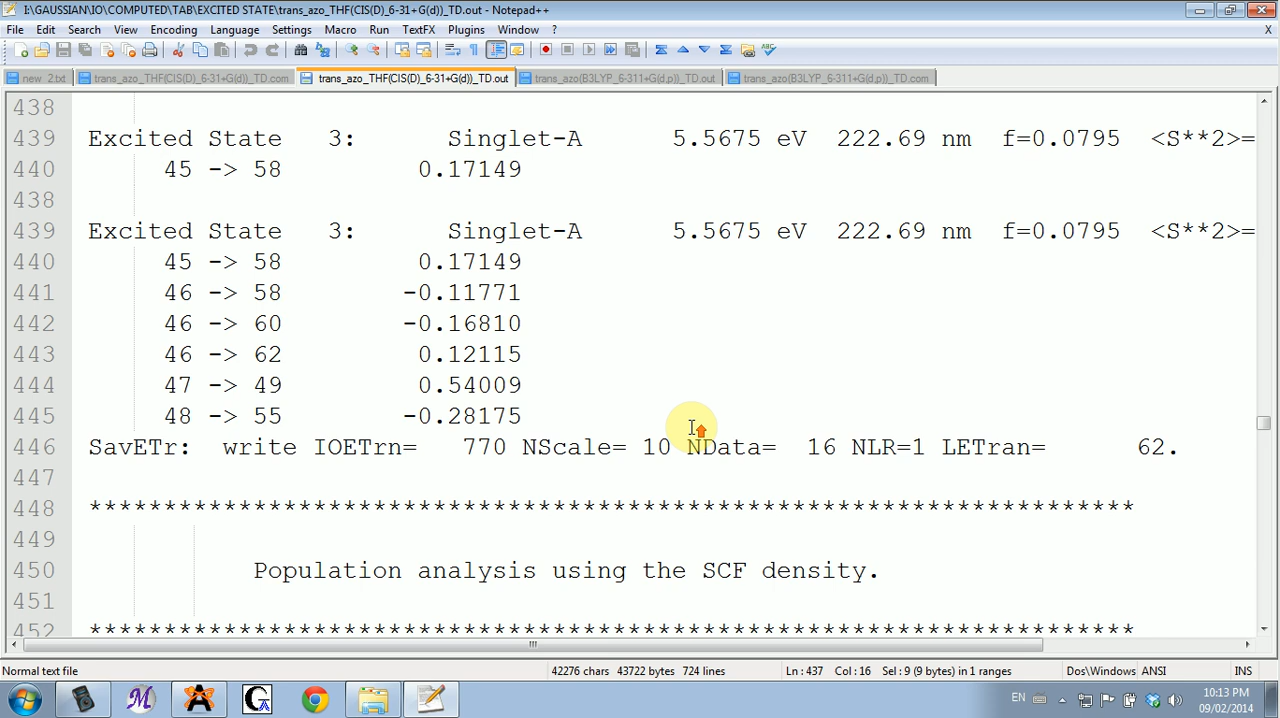 I:\GAUSSIAN\IO\COMPUTED\TAB\EXCITED STATE\trans_azo_THF(CIS(D)_6-31+G(d))_TD.out - Notepad++
File Edit Search View Encoding Language Settings Macro Run TextFX Plugins Window ? X
new 2.txt trans_azo_THF(CIS(D)_6-31+G(d))_TD.com trans_azo_THF(CIS(D)_6-31+G(d))_TD.out trans_azo(B3LYP_6-311+G(d,p))_TD.out trans_azo(B3LYP_6-311+G(d,p))_TD.com
438
439 Excited State 3: Singlet-A 5.5675 eV 222.69 nm f=0.0795 <S**2>=
440 45 -> 58 0.17149
438
439 Excited State 3: Singlet-A 5.5675 eV 222.69 nm f=0.0795 <S**2>=
440 45 -> 58 0.17149
441 46 -> 58 -0.11771
442 46 -> 60 -0.16810
443 46 -> 62 0.12115
444 47 -> 49 0.54009
445 48 -> 55 -0.28175
446 SavETr: write IOETrn= 770 NScale= 10 NData= 16 NLR=1 LETran= 62.
447
448 **********************************************************************
449
450 Population analysis using the SCF density.
451
452 **********************************************************************
Normal text file 42276 chars 43722 bytes 724 lines Ln : 437 Col : 16 Sel : 9 (9 bytes) in 1 ranges Dos\Windows ANSI INS
EN 10:13 PM
09/02/2014